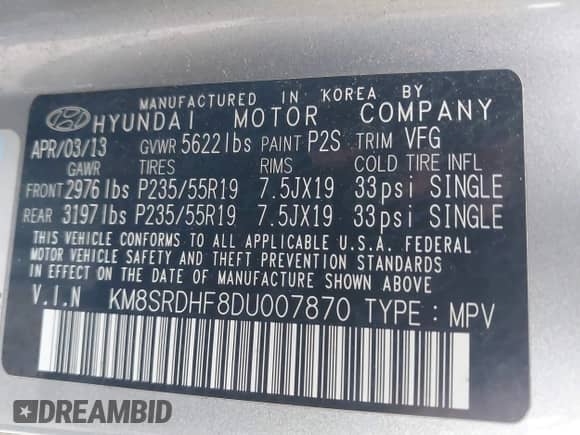 MANUFACTURED IN KOREA BY
HYUNDAI MOTOR COMPANY
APR/03/13 GVWR 5622lbs PAINT P2S TRIM VFG
GAWR TIRES RIMS COLD TIRE INFL
FRONT 2976lbs P235/55R19 7.5JX19 33psi SINGLE
REAR 3197lbs P235/55R19 7.5JX19 33psi SINGLE
THIS VEHICLE CONFORMS TO ALL APPLICABLE U.S.A. FEDERAL
MOTOR VEHICLE SAFETY AND THEFT PREVENTION STANDARDS
IN EFFECT ON THE DATE OF MANUFACTURE SHOWN ABOVE
V.I.N KM8SRDHF8DU007870 TYPE : MPV
DREAMBID